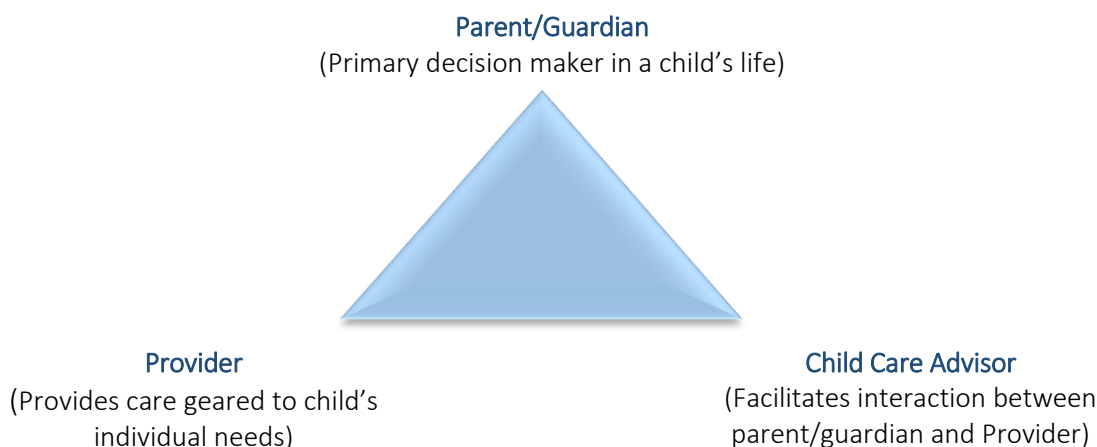 Parent/Guardian
(Primary decision maker in a child’s life)
Provider
(Provides care geared to child’s
individual needs)
Child Care Advisor
(Facilitates interaction between
parent/guardian and Provider)